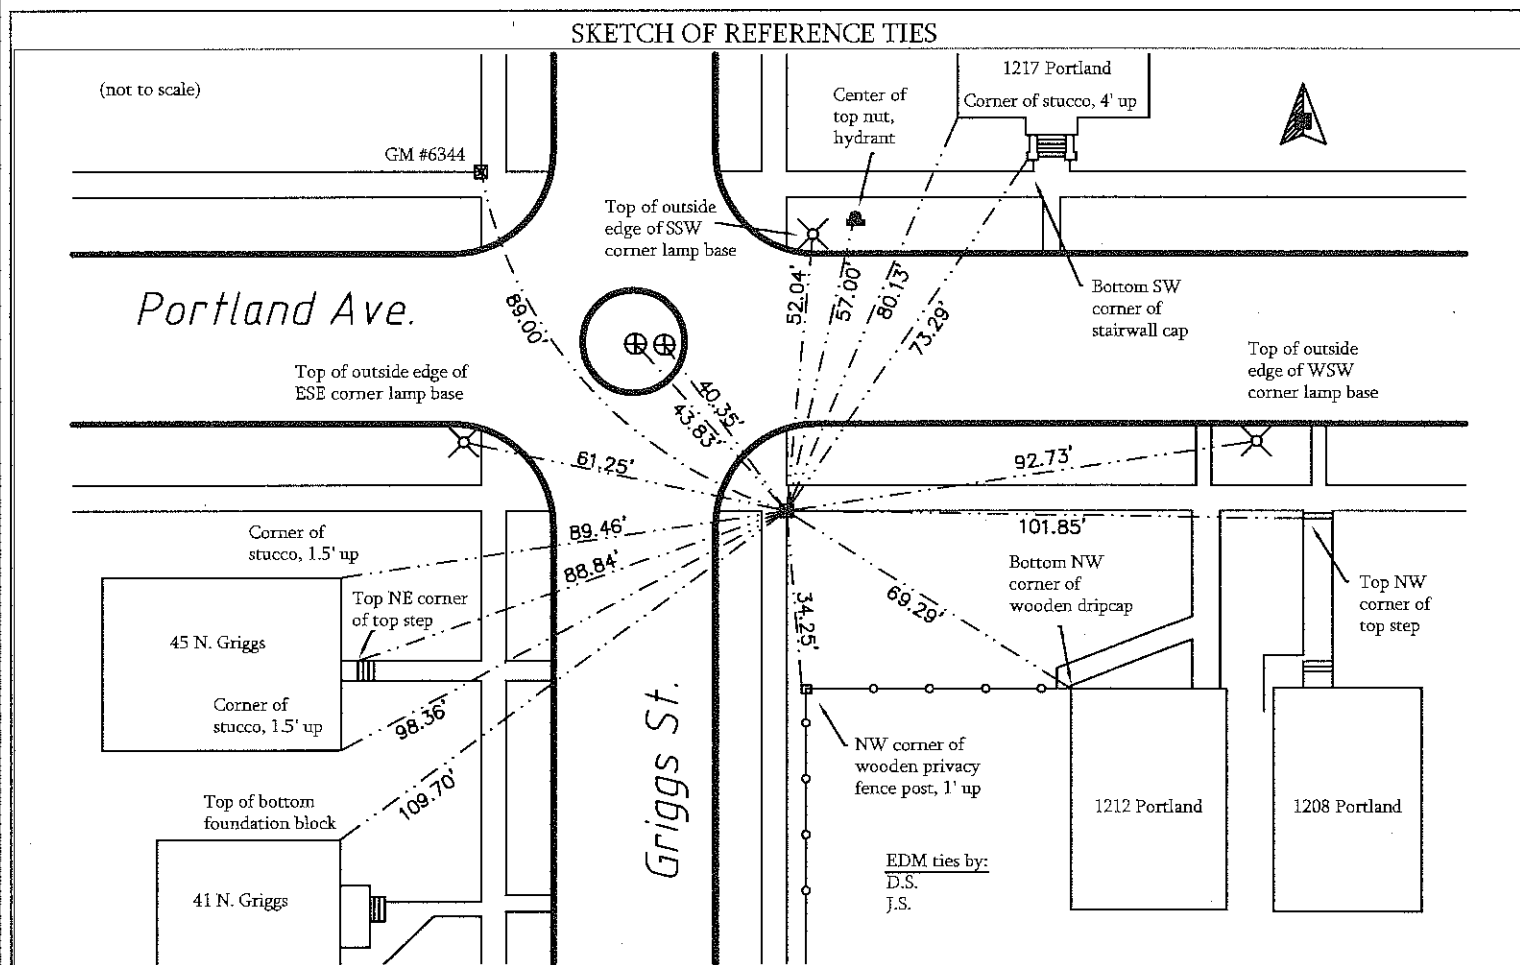 SKETCH OF REFERENCE TIES
(not to scale)
1217 Portland
Corner of stucco, 4' up
Center of
top nut,
hydrant
GM #6344
Top of outside
edge of SSW
corner lamp base
89.00'
52.04'
57.00'
80.13'
73.29'
Bottom SW
corner of
stairwall cap
Portland Ave.
Top of outside
edge of WSW
corner lamp base
Top of outside edge of
ESE corner lamp base
40.35'
43.83'
61.25'
92.73'
89.46'
101.85'
Corner of
stucco, 1.5' up
88.84'
Bottom NW
corner of
wooden dripcap
Top NE corner
of top step
34.25'
69.29'
Top NW
corner of
top step
45 N. Griggs
Corner of
stucco, 1.5' up
98.36'
Griggs St.
NW corner of
wooden privacy
fence post, 1' up
109.70'
Top of bottom
foundation block
1212 Portland
1208 Portland
41 N. Griggs
EDM ties by:
D.S.
J.S.